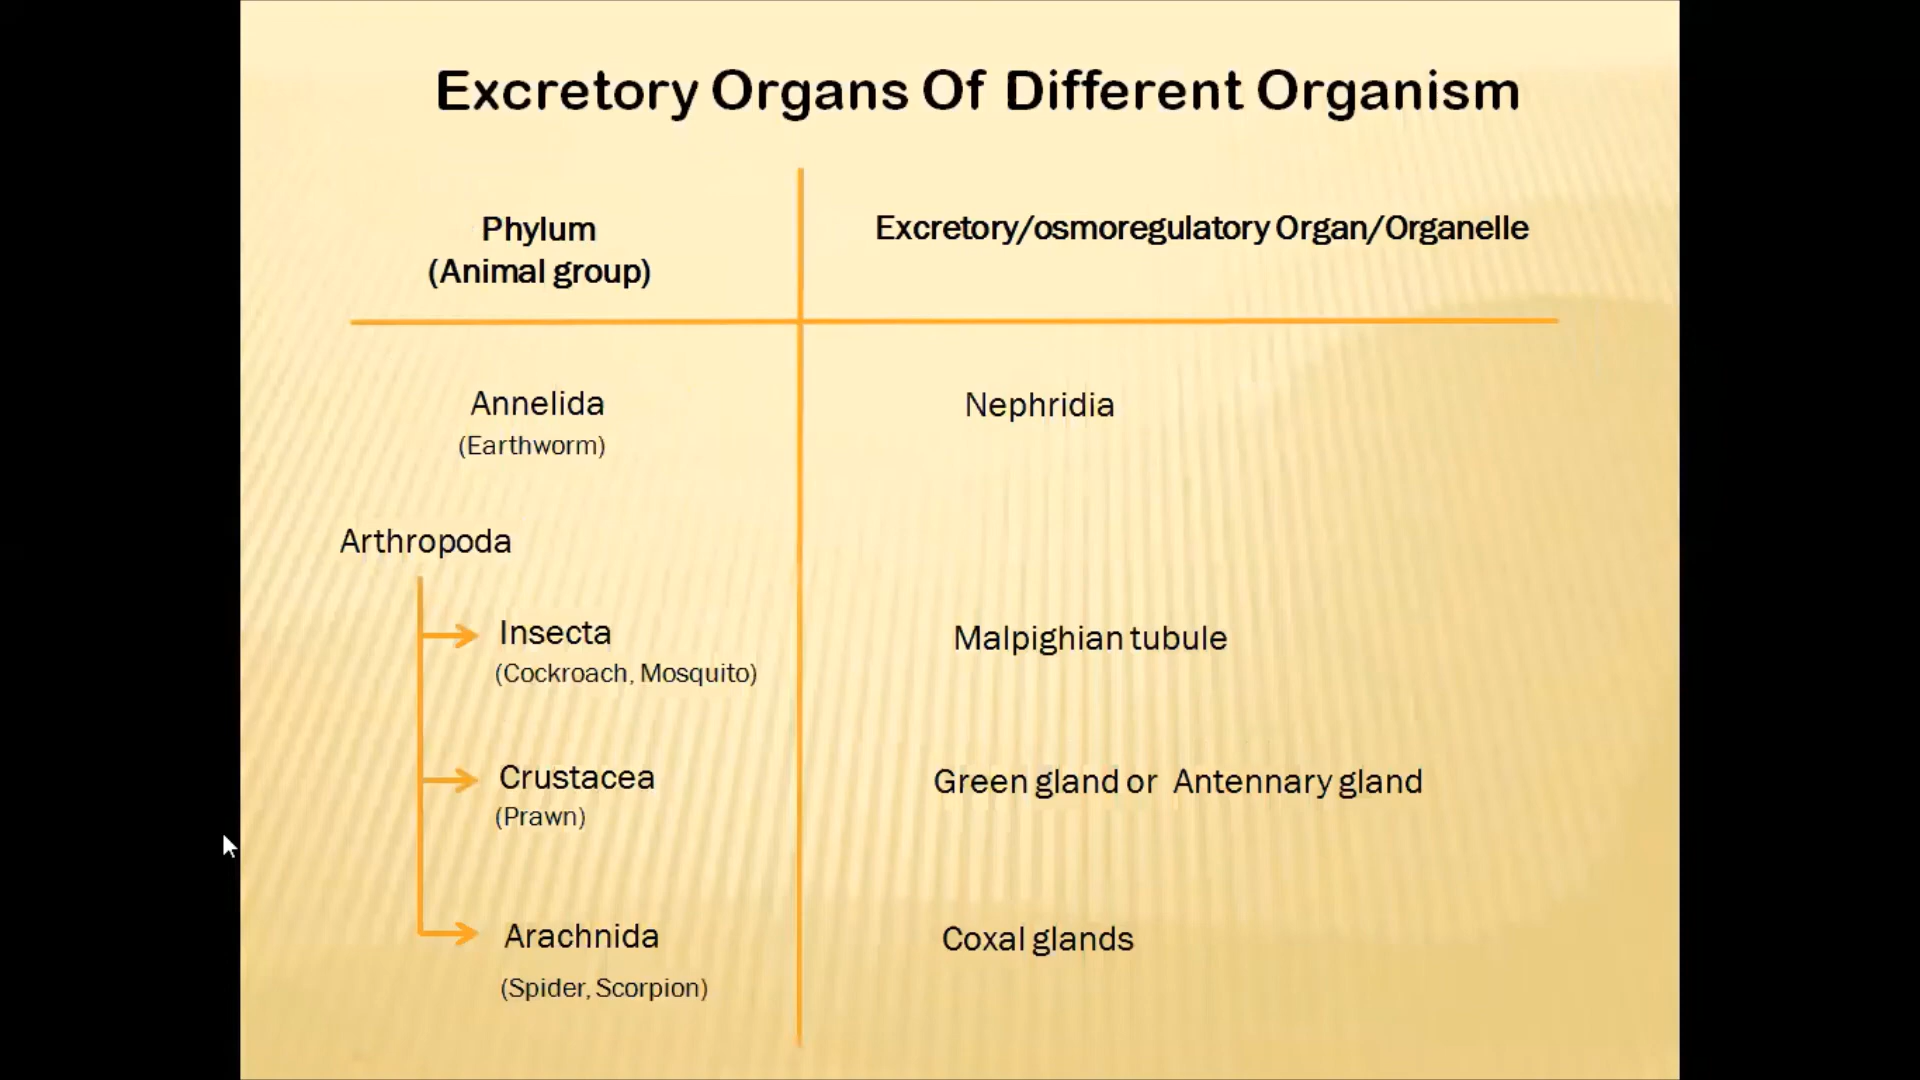 Excretory Organs Of Different Organism
Phylum
(Animal group)
Excretory/osmoregulatory Organ/Organelle
Annelida
(Earthworm)
Nephridia
Arthropoda
Insecta
(Cockroach, Mosquito)
Malpighian tubule
Crustacea
(Prawn)
Green gland or Antennary gland
Arachnida
(Spider, Scorpion)
Coxal glands